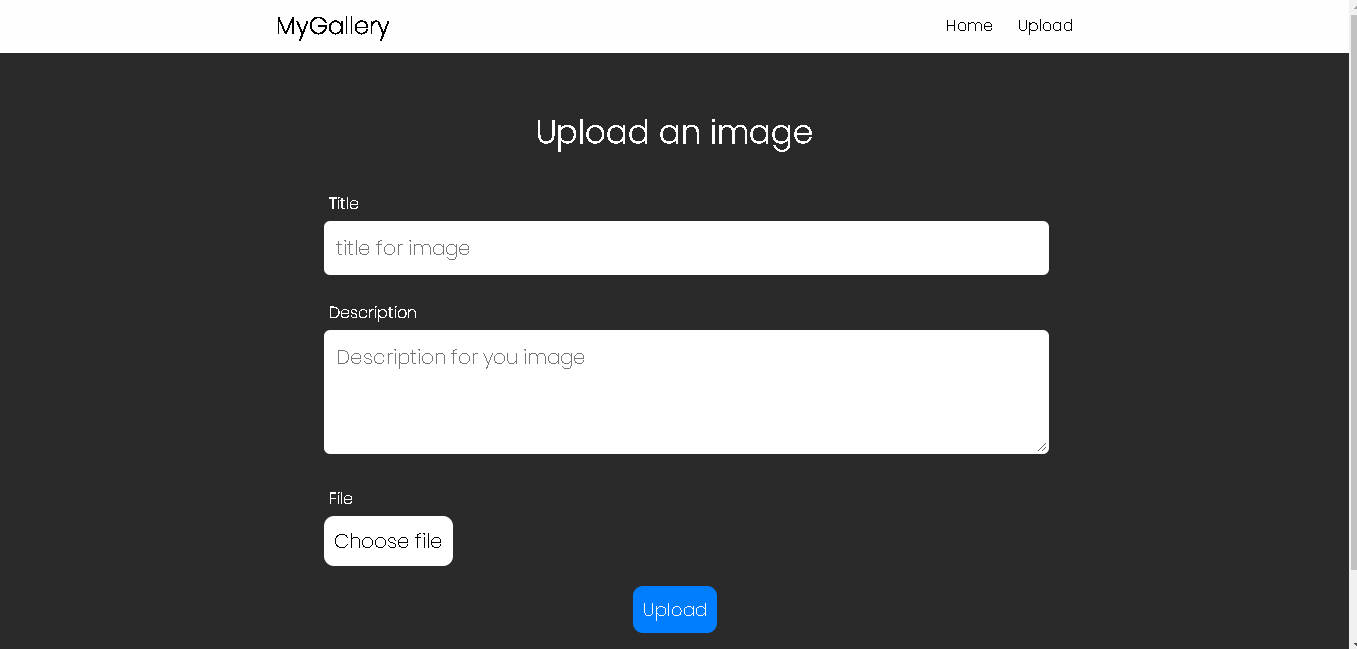 MyGallery
Home Upload
Upload an image
Title
title for image
Description
Description for you image
File
Choose file
Upload